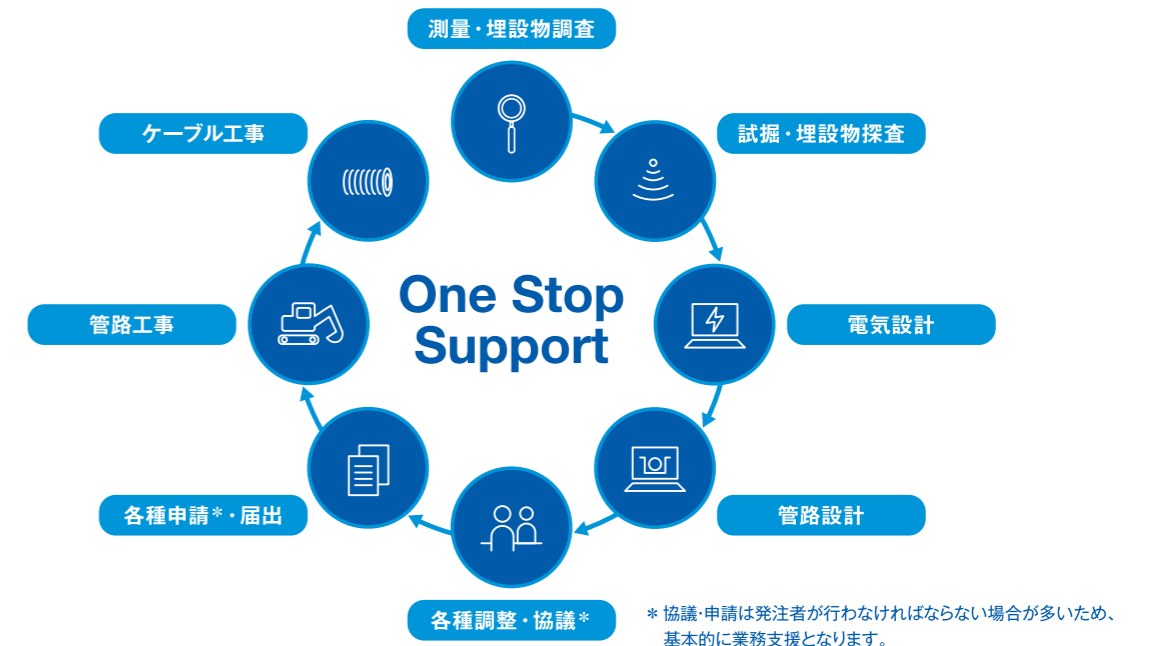 測量・埋設物調査
試掘・埋設物探査
電気設計
管路設計
各種調整・協議*
各種申請*・届出
管路工事
ケーブル工事
One Stop
Support
* 協議・申請は発注者が行わなければならない場合が多いため、
基本的に業務支援となります。